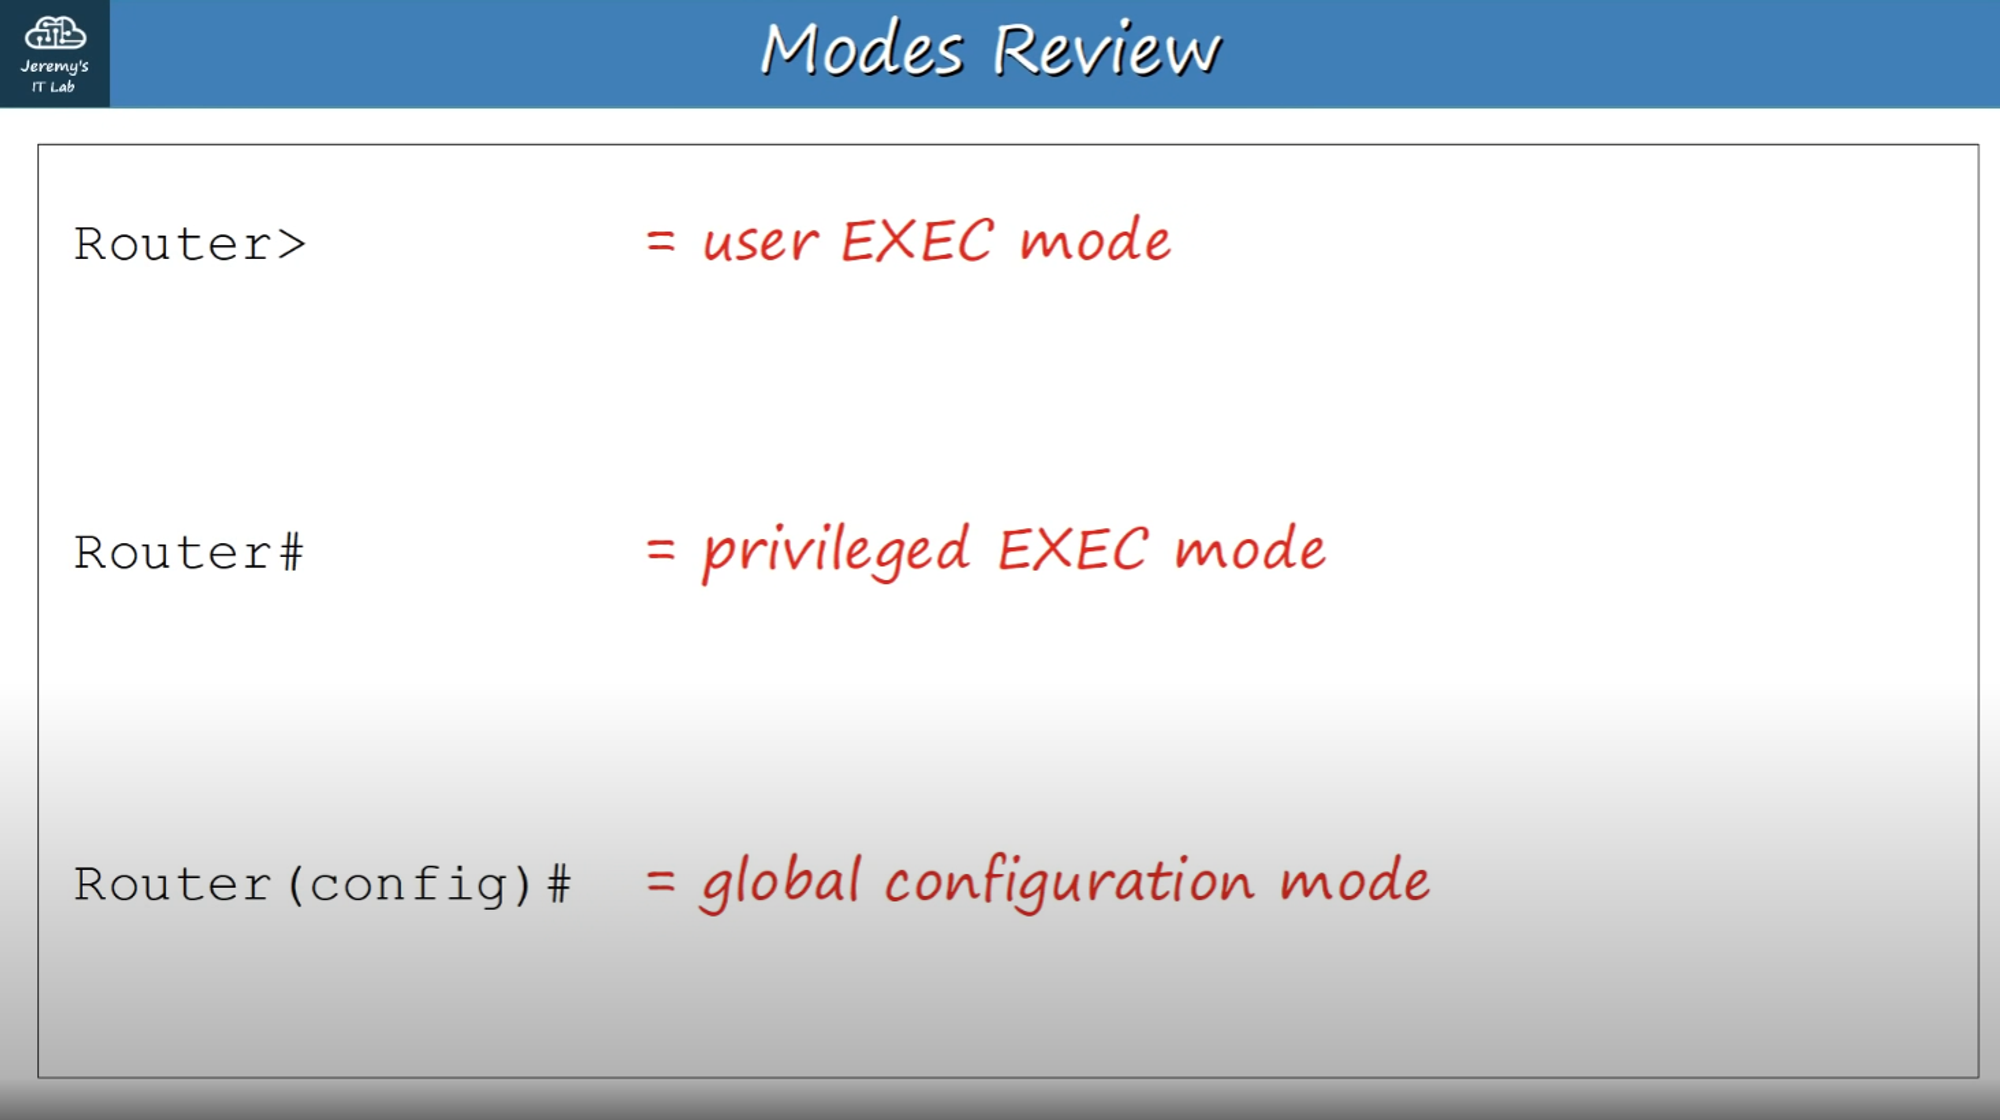 Jeremy's
IT Lab
Modes Review
Router> = user EXEC mode
Router# = privileged EXEC mode
Router(config)# = global configuration mode